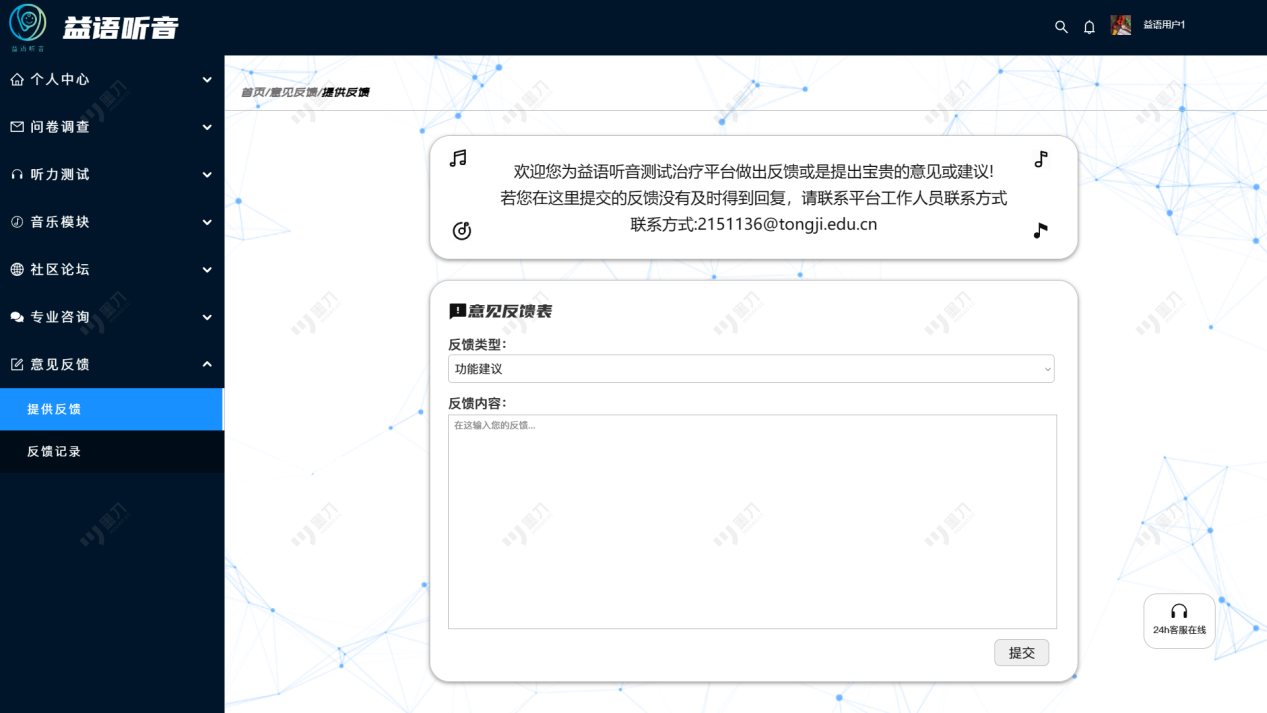 益语听音
益语听音
益语用户1
个人中心
问卷调查
听力测试
音乐模块
社区论坛
专业咨询
意见反馈
提供反馈
反馈记录
首页/意见反馈/提供反馈
欢迎您为益语听音测试治疗平台做出反馈或是提出宝贵的意见或建议!
若您在这里提交的反馈没有及时得到回复，请联系平台工作人员联系方式
联系方式:2151136@tongji.edu.cn
意见反馈表
反馈类型：
功能建议
反馈内容：
在这输入您的反馈...
提交
24h客服在线
墨刀